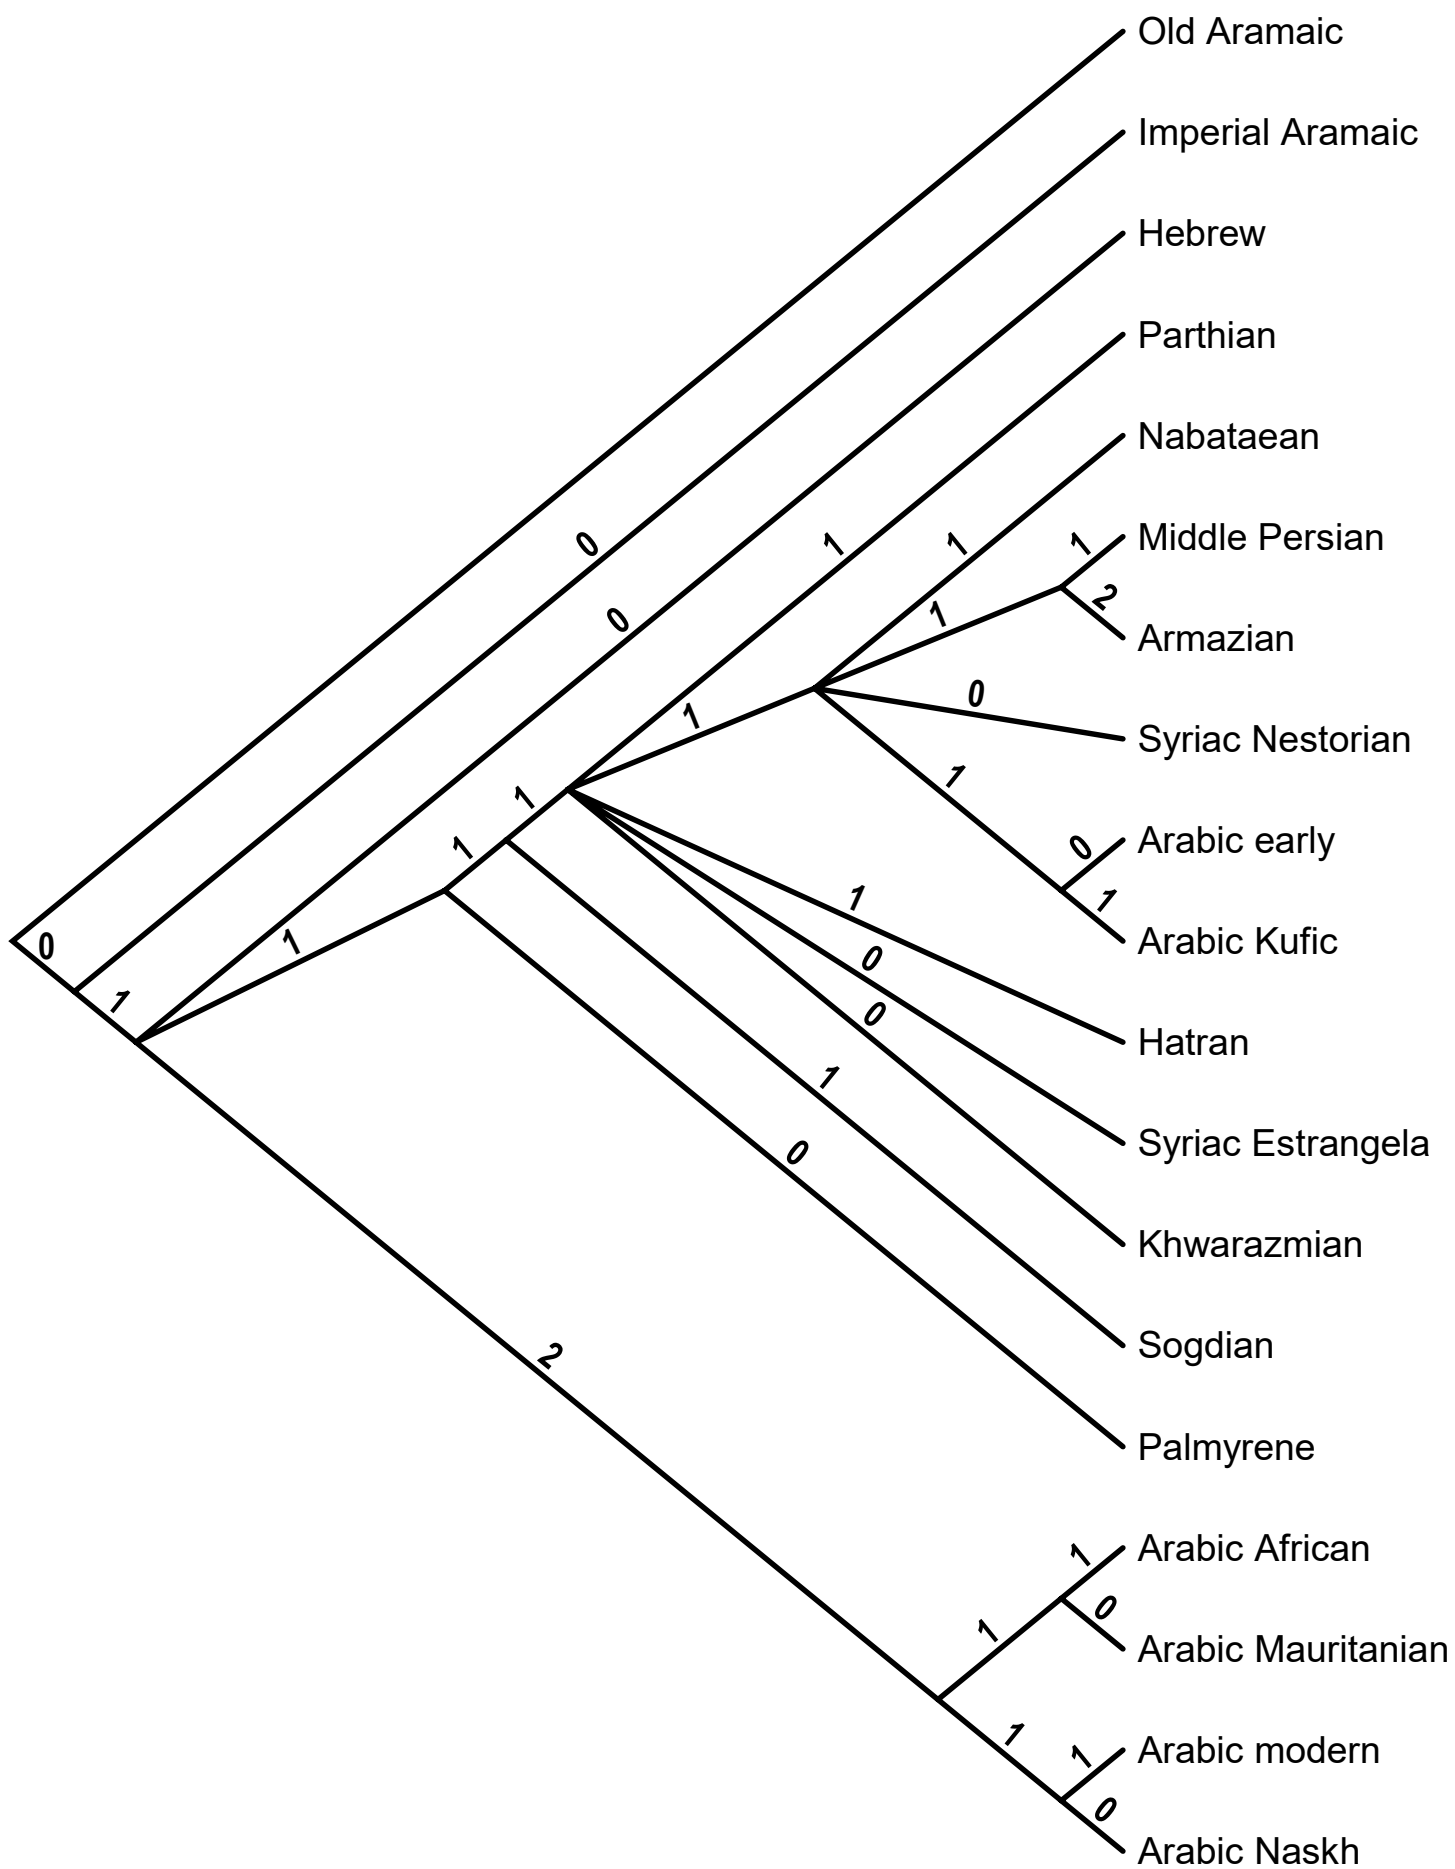 Old Aramaic
Imperial Aramaic
Hebrew
Parthian
Nabataean
0
1
1
1
Middle Persian
2
Armazian
0
1
1
0
Syriac Nestorian
1
1
1
1
0
Arabic early
1
Arabic Kufic
1
0
1
0
0
Hatran
1
1
Syriac Estrangela
0
Khwarazmian
Sogdian
2
Palmyrene
1
Arabic African
0
1
Arabic Mauritanian
1
1
Arabic modern
0
Arabic Naskh